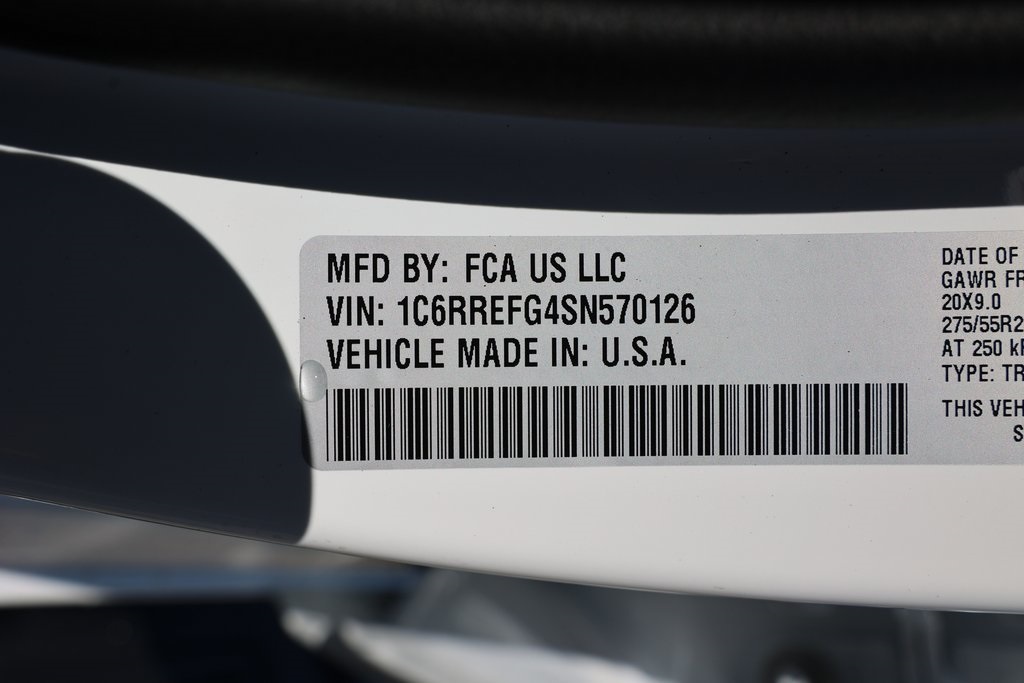 MFD BY: FCA US LLC
VIN: 1C6RREFG4SN570126
VEHICLE MADE IN: U.S.A.
DATE OF
GAWR FR
20X9.0
275/55R2
AT 250 k
TYPE: TR
THIS VEH
S